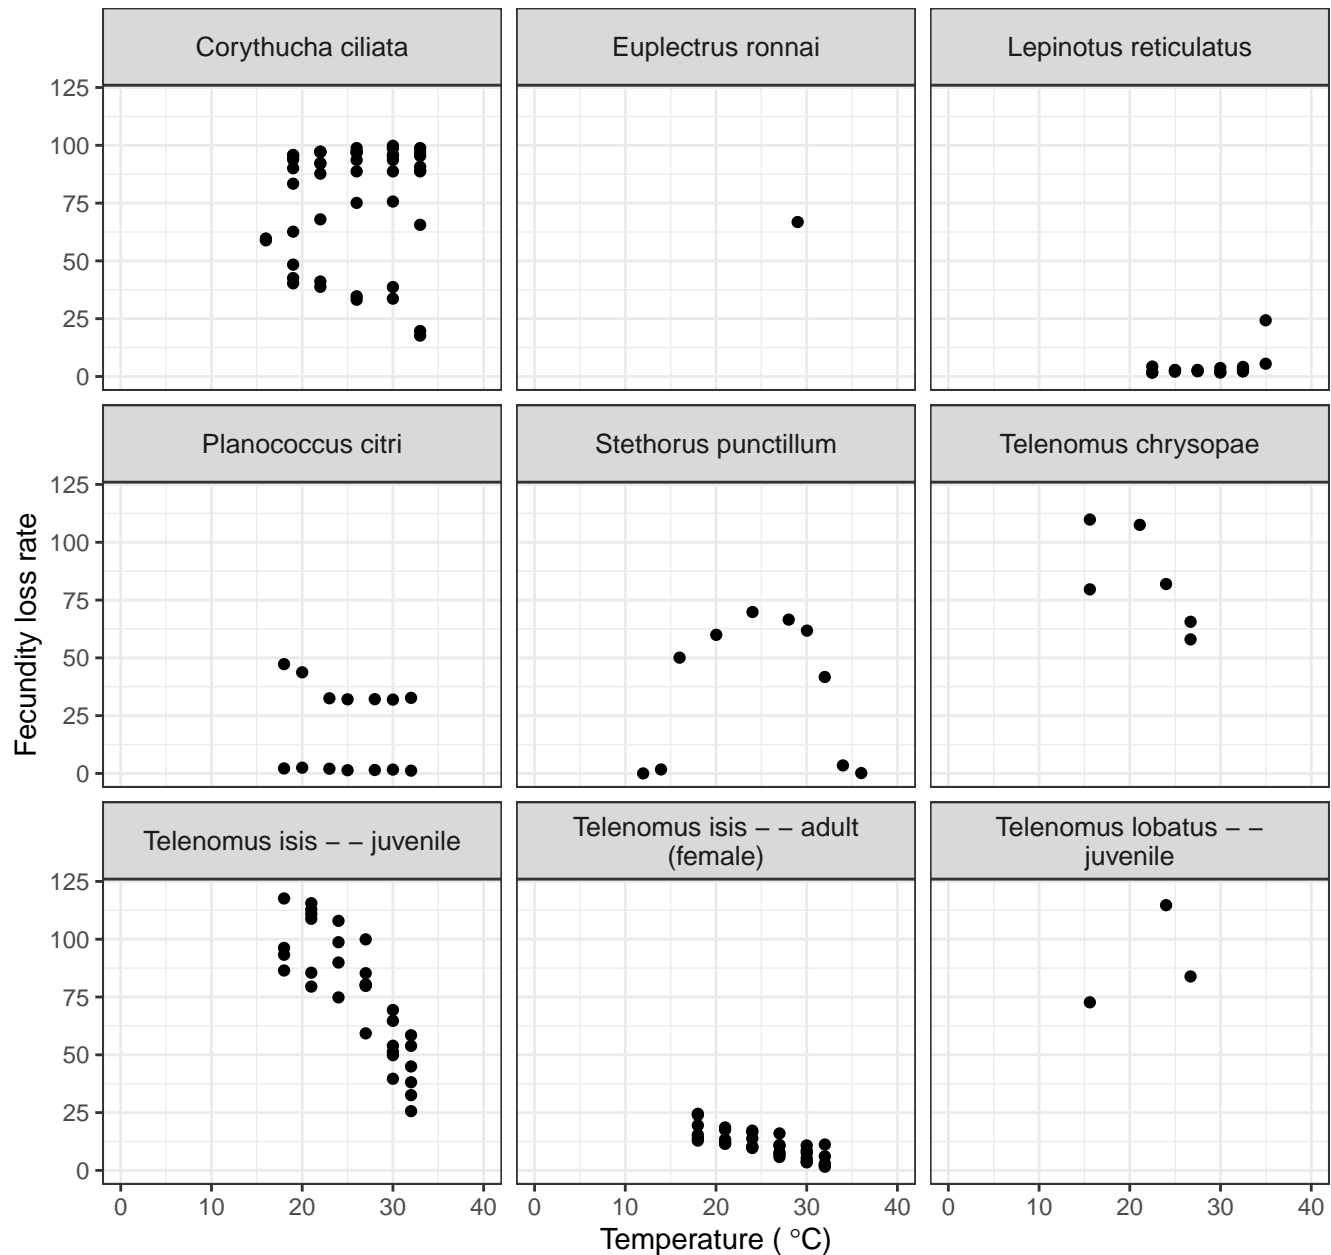 Corythucha ciliata
Euplectrus ronnai
Lepinotus reticulatus
125
100
75
50
25
0
Planococcus citri
Stethorus punctillum
Telenomus chrysopae
125
100
75
50
25
0
Fecundity loss rate
Telenomus isis − − juvenile
Telenomus isis − − adult
(female)
Telenomus lobatus − −
juvenile
125
100
75
50
25
0
0 10 20 30 40
0 10 20 30 40
0 10 20 30 40
Temperature ( °C)